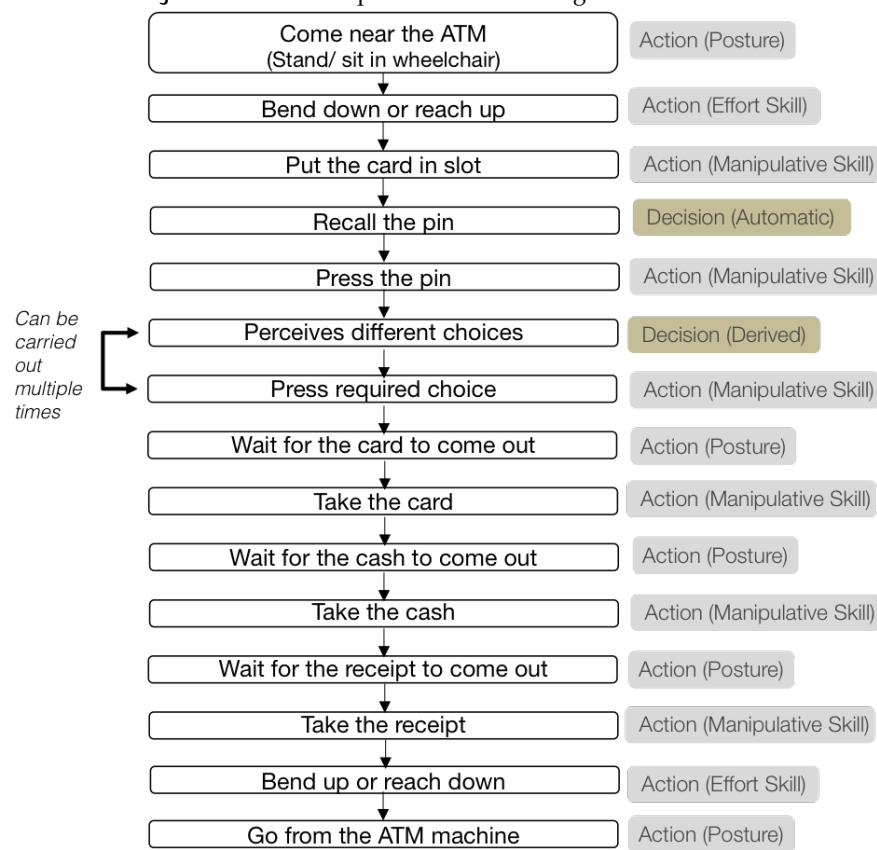 Come near the ATM
(Stand/ sit in wheelchair)
Action (Posture)
Bend down or reach up
Action (Effort Skill)
Put the card in slot
Action (Manipulative Skill)
Recall the pin
Decision (Automatic)
Press the pin
Action (Manipulative Skill)
Can be
carried
out
multiple
times
Perceives different choices
Decision (Derived)
Press required choice
Action (Manipulative Skill)
Wait for the card to come out
Action (Posture)
Take the card
Action (Manipulative Skill)
Wait for the cash to come out
Action (Posture)
Take the cash
Action (Manipulative Skill)
Wait for the receipt to come out
Action (Posture)
Take the receipt
Action (Manipulative Skill)
Bend up or reach down
Action (Effort Skill)
Go from the ATM machine
Action (Posture)